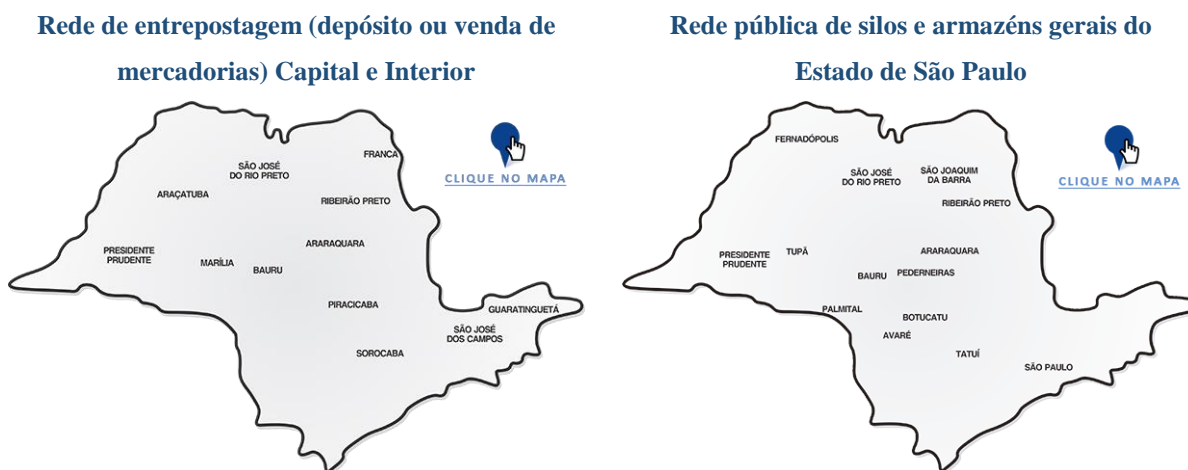 Rede de entrepostagem (depósito ou venda de
mercadorias) Capital e Interior
FRANCA
SÃO JOSÉ
DO RIO PRETO
ARAÇATUBA
RIBEIRÃO PRETO
ARARAQUARA
PRESIDENTE
PRUDENTE
MARÍLIA
BAURU
PIRACICABA
GUARATINGUETÁ
SÃO JOSÉ
DOS CAMPOS
SOROCABA
CLIQUE NO MAPA
Rede pública de silos e armazéns gerais do
Estado de São Paulo
FERNADÓPOLIS
SÃO JOSÉ
DO RIO PRETO
SÃO JOAQUIM
DA BARRA
RIBEIRÃO PRETO
ARARAQUARA
TUPÃ
PRESIDENTE
PRUDENTE
BAURU
PEDERNEIRAS
PALMITAL
BOTUCATU
AVARÉ
TATUÍ
SÃO PAULO
CLIQUE NO MAPA